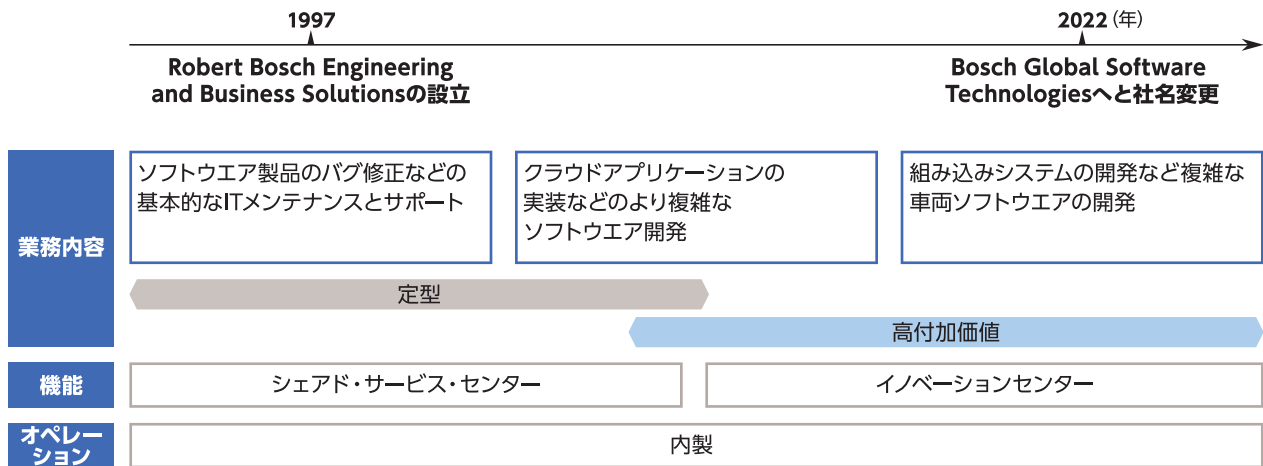 1997
2022(年)
Robert Bosch Engineering
and Business Solutionsの設立
Bosch Global Software
Technologiesへと社名変更
業務内容
ソフトウエア製品のバグ修正などの
基本的なITメンテナンスとサポート
クラウドアプリケーションの
実装などのより複雑な
ソフトウエア開発
組み込みシステムの開発など複雑な
車両ソフトウエアの開発
定型
高付加価値
機能
シェアド・サービス・センター
イノベーションセンター
オペレー
ション
内製